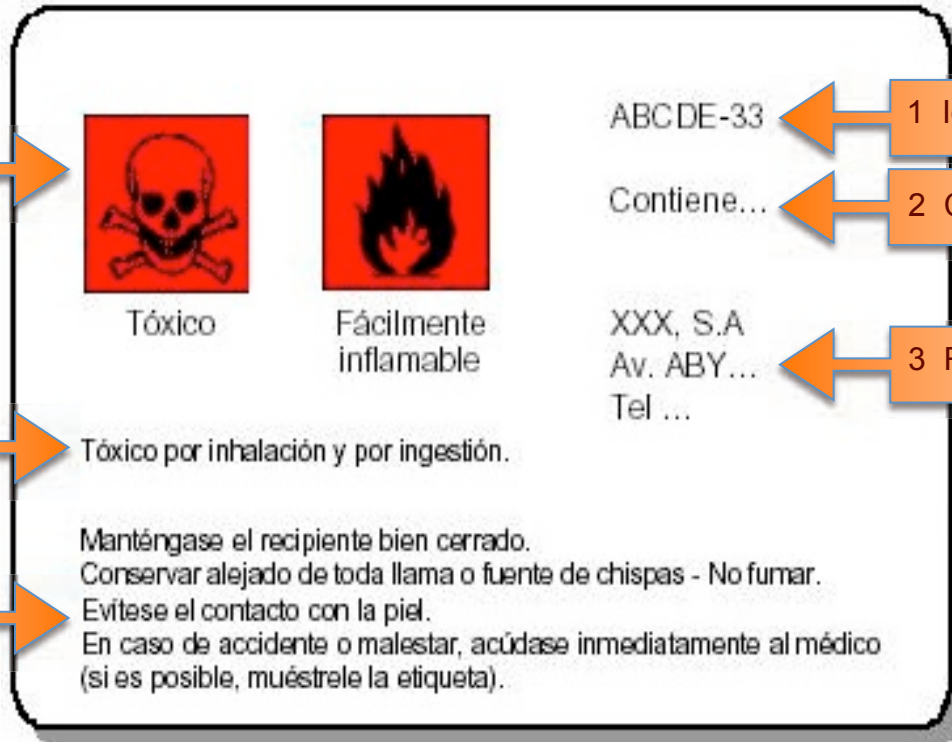 ABCDE-33
1
Contiene...
2
Tóxico
Fácilmente
inflamable
XXX, S.A
Av. ABY...
Tel ...
3
Tóxico por inhalación y por ingestión.
Manténgase el recipiente bien cerrado.
Conservar alejado de toda llama o fuente de chispas - No fumar.
Evítese el contacto con la piel.
En caso de accidente o malestar, acúdase inmediatamente al médico
(si es posible, muéstrele la etiqueta).